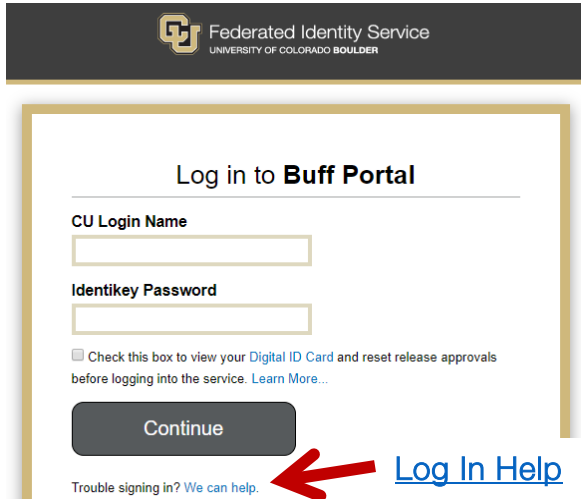 Federated Identity Service
UNIVERSITY OF COLORADO BOULDER
Log in to Buff Portal
CU Login Name
Identikey Password
Check this box to view your Digital ID Card and reset release approvals
before logging into the service. Learn More...
Continue
Log In Help
Trouble signing in? We can help.